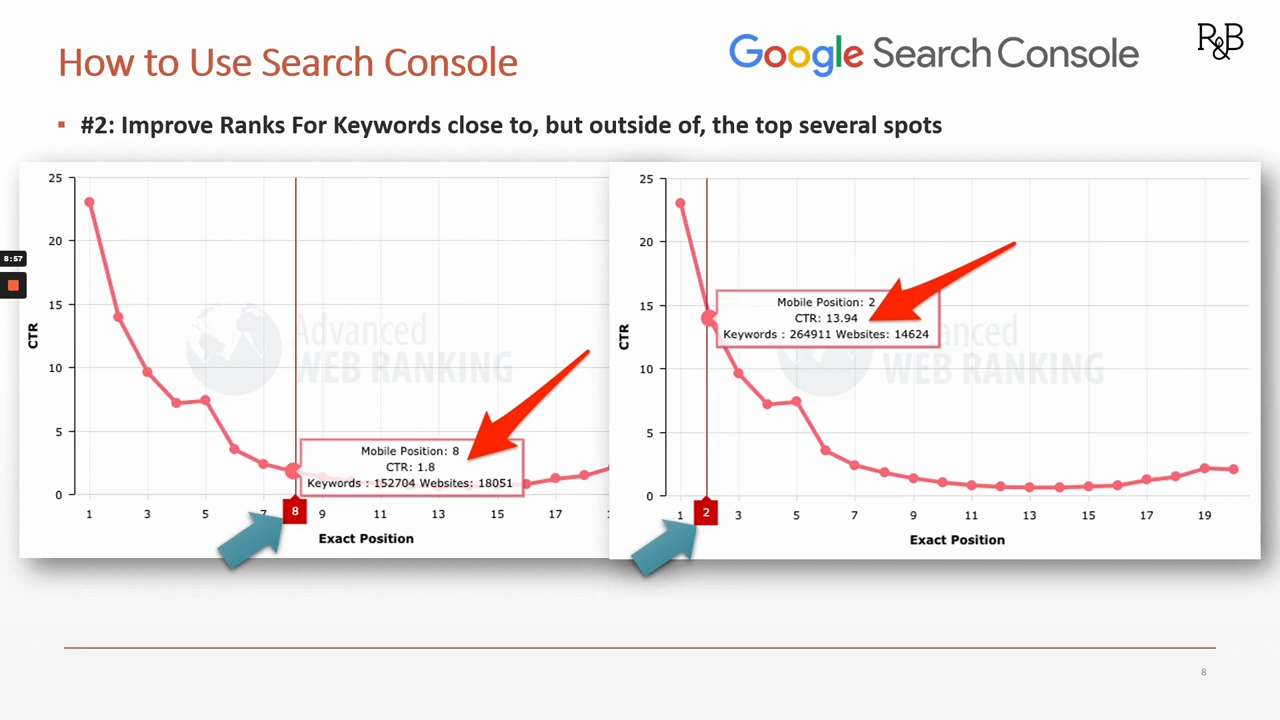 How to Use Search Console
Google Search Console
R&B
#2: Improve Ranks For Keywords close to, but outside of, the top several spots
8:57
25
20
15
10
5
0
CTR
Advanced
WEB RANKING
Mobile Position: 8
CTR: 1.8
Keywords : 152704 Websites: 18051
1 3 5 7 8 9 11 13 15 17
Exact Position
25
20
15
10
5
0
CTR
WEB RANKING
Mobile Position: 2
CTR: 13.94
Keywords : 264911 Websites: 14624
1 2 3 5 7 9 11 13 15 17 19
Exact Position
8